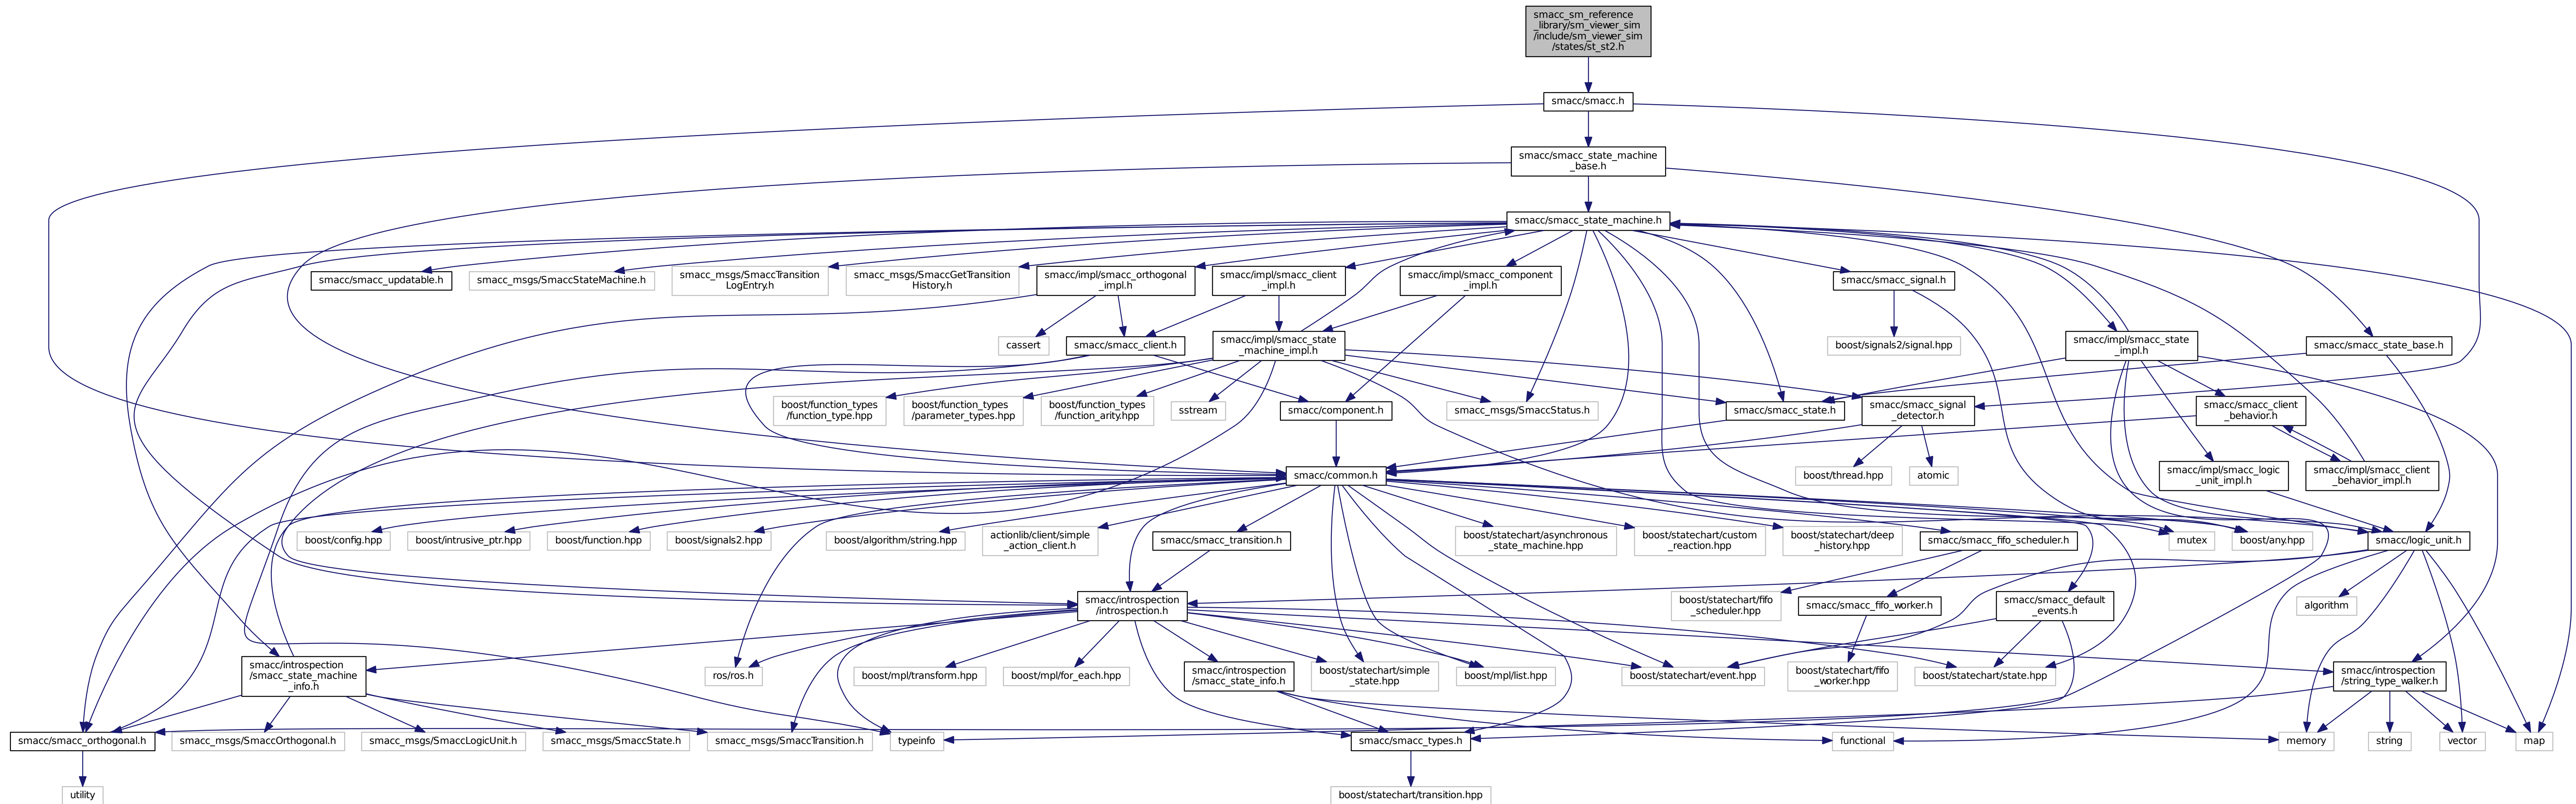 smacc_sm_reference
_library/sm_viewer_sim
/include/sm_viewer_sim
/states/st_st2.h
smacc/smacc.h
smacc/smacc_state_machine
_base.h
smacc/smacc_state_machine.h
smacc/smacc_updatable.h
smacc_msgs/SmaccStateMachine.h
smacc_msgs/SmaccTransition
LogEntry.h
smacc_msgs/SmaccGetTransition
History.h
smacc/impl/smacc_orthogonal
_impl.h
smacc/impl/smacc_client
_impl.h
smacc/impl/smacc_component
_impl.h
smacc/smacc_signal.h
cassert
smacc/smacc_client.h
smacc/impl/smacc_state
_machine_impl.h
boost/signals2/signal.hpp
smacc/impl/smacc_state
_impl.h
smacc/smacc_state_base.h
boost/function_types
/function_type.hpp
boost/function_types
/parameter_types.hpp
boost/function_types
/function_arity.hpp
sstream
smacc/component.h
smacc_msgs/SmaccStatus.h
smacc/smacc_state.h
smacc/smacc_signal
_detector.h
smacc/smacc_client
_behavior.h
smacc/common.h
boost/thread.hpp
atomic
smacc/impl/smacc_logic
_unit_impl.h
smacc/impl/smacc_client
_behavior_impl.h
boost/config.hpp
boost/intrusive_ptr.hpp
boost/function.hpp
boost/signals2.hpp
boost/algorithm/string.hpp
actionlib/client/simple
_action_client.h
smacc/smacc_transition.h
boost/statechart/asynchronous
_state_machine.hpp
boost/statechart/custom
_reaction.hpp
boost/statechart/deep
_history.hpp
smacc/smacc_fifo_scheduler.h
mutex
boost/any.hpp
smacc/logic_unit.h
smacc/introspection
/introspection.h
boost/statechart/fifo
_scheduler.hpp
smacc/smacc_fifo_worker.h
smacc/smacc_default
_events.h
algorithm
smacc/introspection
/smacc_state_machine
_info.h
ros/ros.h
boost/mpl/transform.hpp
boost/mpl/for_each.hpp
smacc/introspection
/smacc_state_info.h
boost/statechart/simple
_state.hpp
boost/mpl/list.hpp
boost/statechart/event.hpp
boost/statechart/fifo
_worker.hpp
boost/statechart/state.hpp
smacc/introspection
/string_type_walker.h
smacc/smacc_orthogonal.h
smacc_msgs/SmaccOrthogonal.h
smacc_msgs/SmaccLogicUnit.h
smacc_msgs/SmaccState.h
smacc_msgs/SmaccTransition.h
typeinfo
smacc/smacc_types.h
functional
memory
string
vector
map
utility
boost/statechart/transition.hpp